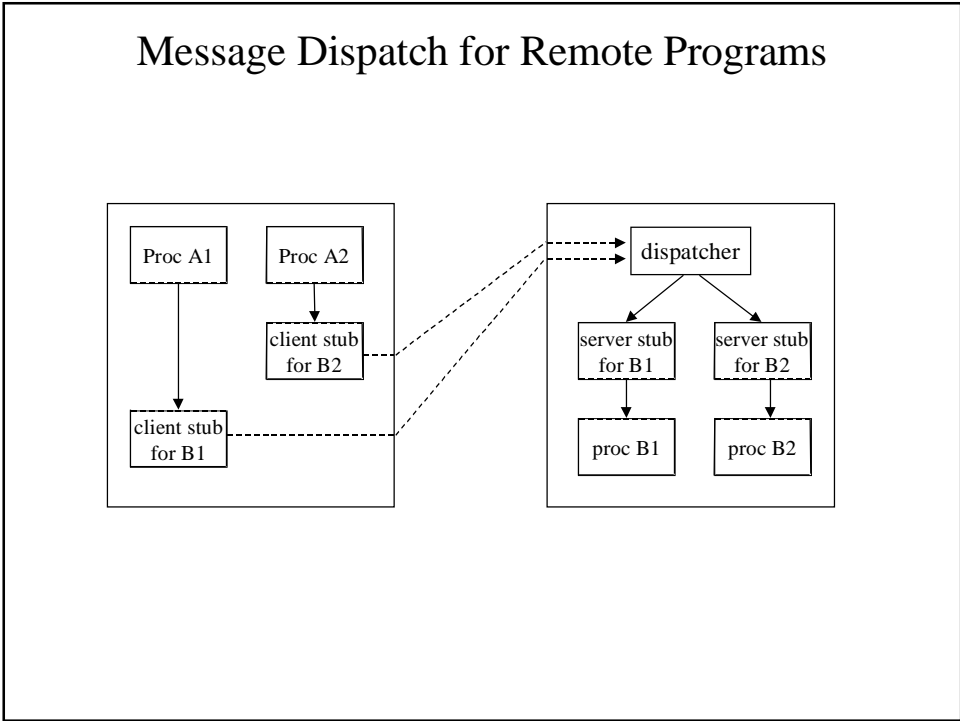 Message Dispatch for Remote Programs
Proc A1
Proc A2
client stub
for B2
client stub
for B1
dispatcher
server stub
for B1
server stub
for B2
proc B1
proc B2